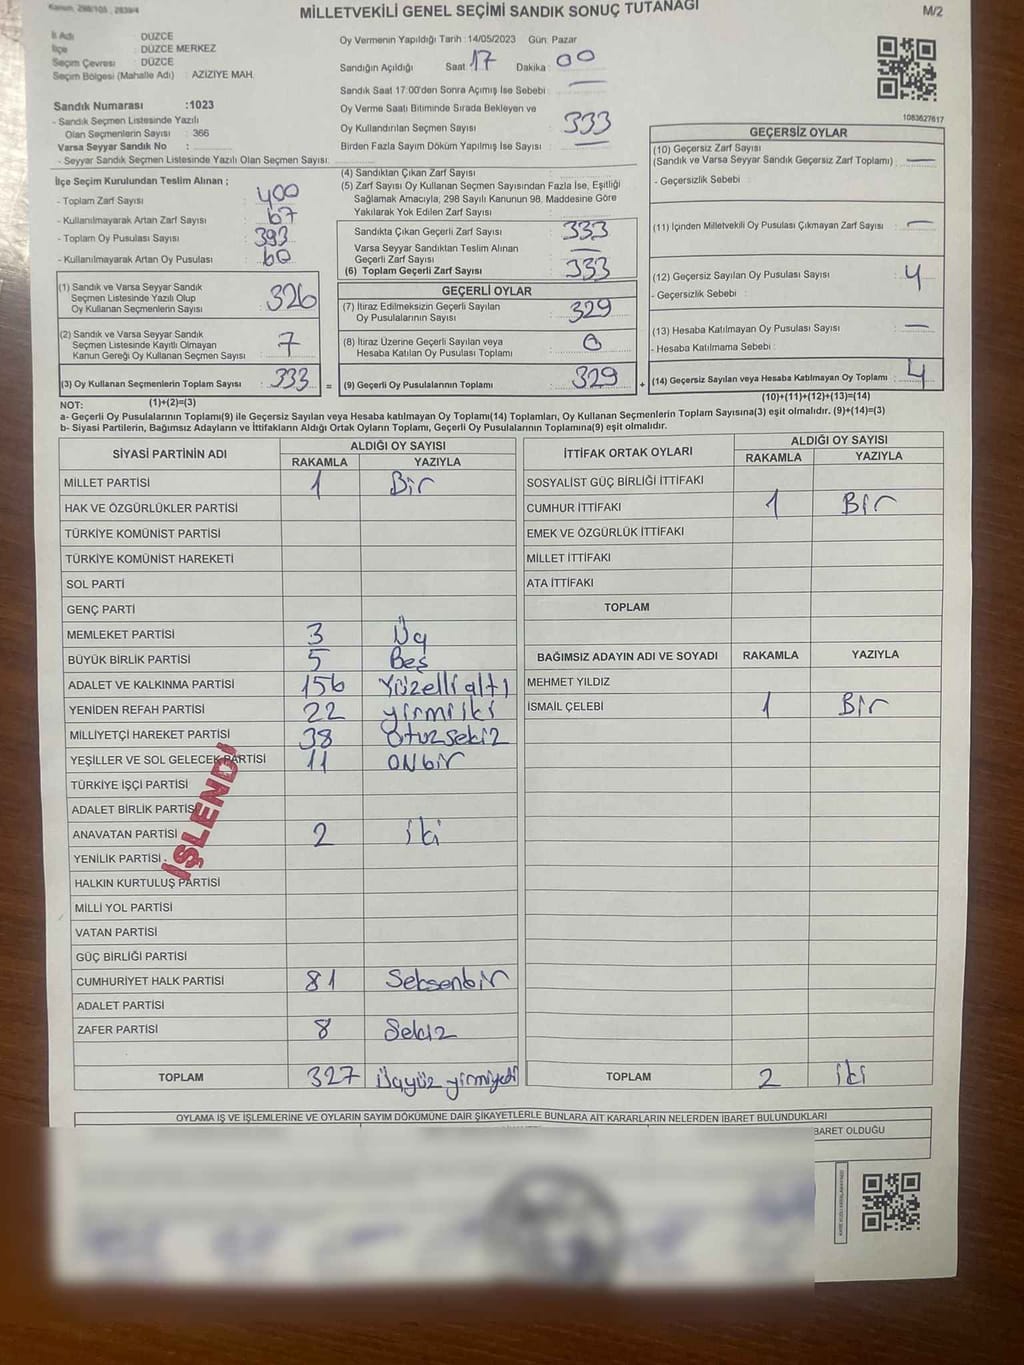 Kanun, 298/105 , 2839/4
MİLLETVEKİLİ GENEL SEÇİMİ SANDIK SONUÇ TUTANAĞI
M/2
İl Adı : DÜZCE
İlçe : DÜZCE MERKEZ
Seçim Çevresi : DÜZCE
Seçim Bölgesi (Mahalle Adı) : AZİZİYE MAH.
Oy Vermenin Yapıldığı Tarih : 14/05/2023 Gün: Pazar
Sandığın Açıldığı Saat : 17 Dakika : 00
Sandık Saat 17:00'den Sonra Açımış İse Sebebi :
Oy Verme Saati Bitiminde Sırada Bekleyen ve
Oy Kullandırılan Seçmen Sayısı : 333
Birden Fazla Sayım Döküm Yapılmış İse Sayısı :
Sandık Numarası :1023
- Sandık Seçmen Listesinde Yazılı
Olan Seçmenlerin Sayısı : 366
Varsa Seyyar Sandık No :
- Seyyar Sandık Seçmen Listesinde Yazılı Olan Seçmen Sayısı:
1083627617
İlçe Seçim Kurulundan Teslim Alınan ;
- Toplam Zarf Sayısı : 400
- Kullanılmayarak Artan Zarf Sayısı : 67
- Toplam Oy Pusulası Sayısı : 393
- Kullanılmayarak Artan Oy Pusulası : 60
(4) Sandıktan Çıkan Zarf Sayısı :
(5) Zarf Sayısı Oy Kullanan Seçmen Sayısından Fazla İse, Eşitliği
Sağlamak Amacıyla, 298 Sayılı Kanunun 98. Maddesine Göre
Yakılarak Yok Edilen Zarf Sayısı :
Sandıkta Çıkan Geçerli Zarf Sayısı : 333
Varsa Seyyar Sandıktan Teslim Alınan
Geçerli Zarf Sayısı :
(6) Toplam Geçerli Zarf Sayısı : 333
GEÇERSİZ OYLAR
(10) Geçersiz Zarf Sayısı
(Sandık ve Varsa Seyyar Sandık Geçersiz Zarf Toplamı) :
- Geçersizlik Sebebi :
(11) İçinden Milletvekili Oy Pusulası Çıkmayan Zarf Sayısı :
(12) Geçersiz Sayılan Oy Pusulası Sayısı : 4
- Geçersizlik Sebebi :
(13) Hesaba Katılmayan Oy Pusulası Sayısı :
- Hesaba Katılmama Sebebi :
(14) Geçersiz Sayılan veya Hesaba Katılmayan Oy Toplamı : 4
(10)+(11)+(12)+(13)=(14)
(1) Sandık ve Varsa Seyyar Sandık
Seçmen Listesinde Yazılı Olup
Oy Kullanan Seçmenlerin Sayısı : 326
(2) Sandık ve Varsa Seyyar Sandık
Seçmen Listesinde Kayıtlı Olmayan
Kanun Gereği Oy Kullanan Seçmen Sayısı : 7
(3) Oy Kullanan Seçmenlerin Toplam Sayısı : 333 =
(1)+(2)=(3)
GEÇERLİ OYLAR
(7) İtiraz Edilmeksizin Geçerli Sayılan
Oy Pusulalarının Sayısı : 329
(8) İtiraz Üzerine Geçerli Sayılan veya
Hesaba Katılan Oy Pusulası Toplamı : 0
(9) Geçerli Oy Pusulalarının Toplamı : 329 +
NOT:
a- Geçerli Oy Pusulalarının Toplamı(9) ile Geçersiz Sayılan veya Hesaba katılmayan Oy Toplamı(14) Toplamları, Oy Kullanan Seçmenlerin Toplam Sayısına(3) eşit olmalıdır. (9)+(14)=(3)
b- Siyasi Partilerin, Bağımsız Adayların ve İttifakların Aldığı Ortak Oyların Toplamı, Geçerli Oy Pusulalarının Toplamına(9) eşit olmalıdır.
SİYASİ PARTİNİN ADI
ALDIĞI OY SAYISI
RAKAMLA YAZIYLA
MİLLET PARTİSİ 1 Bir
HAK VE ÖZGÜRLÜKLER PARTİSİ
TÜRKİYE KOMÜNİST PARTİSİ
TÜRKİYE KOMÜNİST HAREKETİ
SOL PARTİ
GENÇ PARTİ
MEMLEKET PARTİSİ 3 Üç
BÜYÜK BİRLİK PARTİSİ 5 Beş
ADALET VE KALKINMA PARTİSİ 156 Yüzelli altı
YENİDEN REFAH PARTİSİ 22 yirmi iki
MİLLİYETÇİ HAREKET PARTİSİ 38 Otuz sekiz
YEŞİLLER VE SOL GELECEK PARTİSİ 11 ONbir
TÜRKİYE İŞÇİ PARTİSİ
ADALET BİRLİK PARTİSİ
ANAVATAN PARTİSİ 2 iki
YENİLİK PARTİSİ
HALKIN KURTULUŞ PARTİSİ
MİLLİ YOL PARTİSİ
VATAN PARTİSİ
GÜÇ BİRLİĞİ PARTİSİ
CUMHURİYET HALK PARTİSİ 81 Seksenbir
ADALET PARTİSİ
ZAFER PARTİSİ 8 Sekiz
TOPLAM 327 Üçyüz yirmiyedi
İŞLENDİ
İTTİFAK ORTAK OYLARI
ALDIĞI OY SAYISI
RAKAMLA YAZIYLA
SOSYALİST GÜÇ BİRLİĞİ İTTİFAKI
CUMHUR İTTİFAKI 1 Bir
EMEK VE ÖZGÜRLÜK İTTİFAKI
MİLLET İTTİFAKI
ATA İTTİFAKI
TOPLAM
BAĞIMSIZ ADAYIN ADI VE SOYADI RAKAMLA YAZIYLA
MEHMET YILDIZ
İSMAİL ÇELEBİ 1 Bir
TOPLAM 2 iki
OYLAMA İŞ VE İŞLEMLERİNE VE OYLARIN SAYIM DÖKÜMÜNE DAİR ŞİKAYETLERLE BUNLARA AİT KARARLARIN NELERDEN İBARET BULUNDUKLARI
BARET OLDUĞU